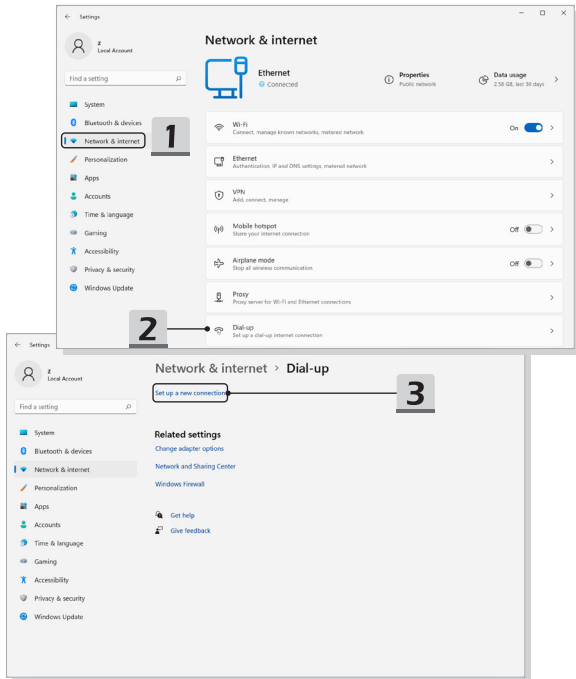 Settings
z
Local Account
Find a setting
System
Bluetooth & devices
Network & internet
Personalization
Apps
Accounts
Time & language
Gaming
Accessibility
Privacy & security
Windows Update
1
Network & internet
Ethernet
Connected
Properties
Public network
Data usage
2.58 GB, last 30 days
Wi-Fi
Connect, manage known networks, metered network
On
Ethernet
Authentication, IP and DNS settings, metered network
VPN
Add, connect, manage
Mobile hotspot
Share your internet connection
Off
Airplane mode
Stop all wireless communication
Off
Proxy
Proxy server for Wi-Fi and Ethernet connections
2
Dial-up
Set up a dial-up internet connection
Settings
z
Local Account
Find a setting
System
Bluetooth & devices
Network & internet
Personalization
Apps
Accounts
Time & language
Gaming
Accessibility
Privacy & security
Windows Update
Network & internet > Dial-up
Set up a new connection
3
Related settings
Change adapter options
Network and Sharing Center
Windows Firewall
Get help
Give feedback